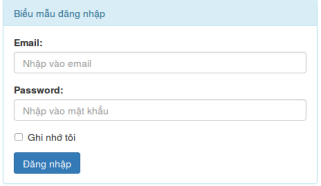 Biểu mẫu đăng nhập
Email:
Nhập vào email
Password:
Nhập vào mật khẩu
Ghi nhớ tôi
Đăng nhập